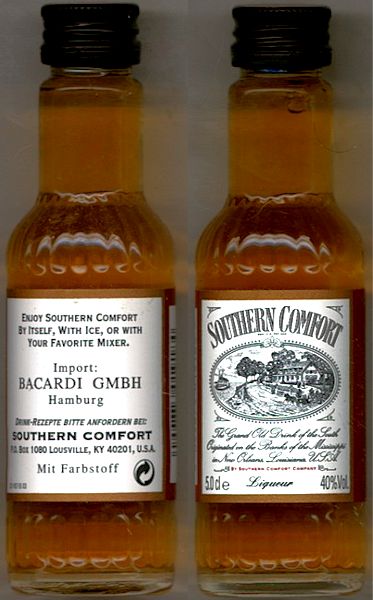 ENJOY SOUTHERN COMFORT
BY ITSELF, WITH ICE, OR WITH
YOUR FAVORITE MIXER.
Import:
BACARDI GMBH
Hamburg
DRINK-REZEPTE BITTE ANFORDERN BEI:
SOUTHERN COMFORT
P.O. BOX 1080 LOUSVILLE, KY 40201, U.S.A.
Mit Farbstoff
SOUTHERN COMFORT
The Grand Old Drink of the South
Originated on the Banks of the Mississippi
in New Orleans, Louisiana, U.S.A.
BY SOUTHERN COMFORT COMPANY
5.0 cl e Liqueur 40% Vol.